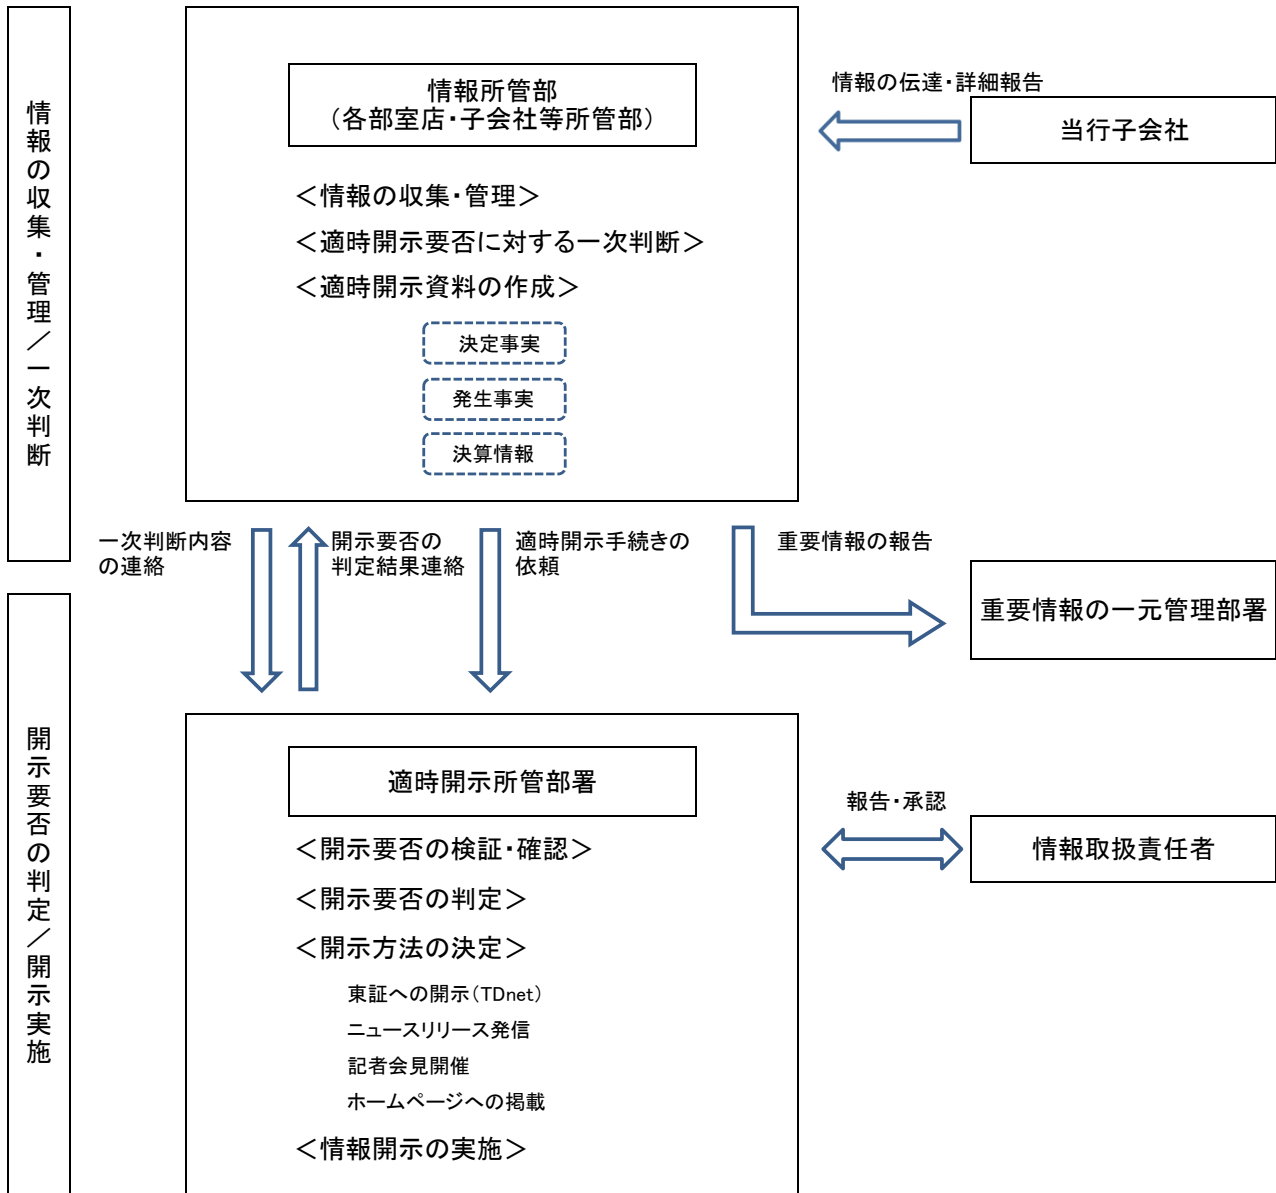 情報の収集・管理／一次判断
情報所管部
（各部室店・子会社等所管部）
＜情報の収集・管理＞
＜適時開示要否に対する一次判断＞
＜適時開示資料の作成＞
決定事実
発生事実
決算情報
情報の伝達・詳細報告
当行子会社
一次判断内容
の連絡
開示要否の
判定結果連絡
適時開示手続きの
依頼
重要情報の報告
重要情報の一元管理部署
開示要否の判定／開示実施
適時開示所管部署
＜開示要否の検証・確認＞
＜開示要否の判定＞
＜開示方法の決定＞
東証への開示（TDnet）
ニュースリリース発信
記者会見開催
ホームページへの掲載
＜情報開示の実施＞
報告・承認
情報取扱責任者